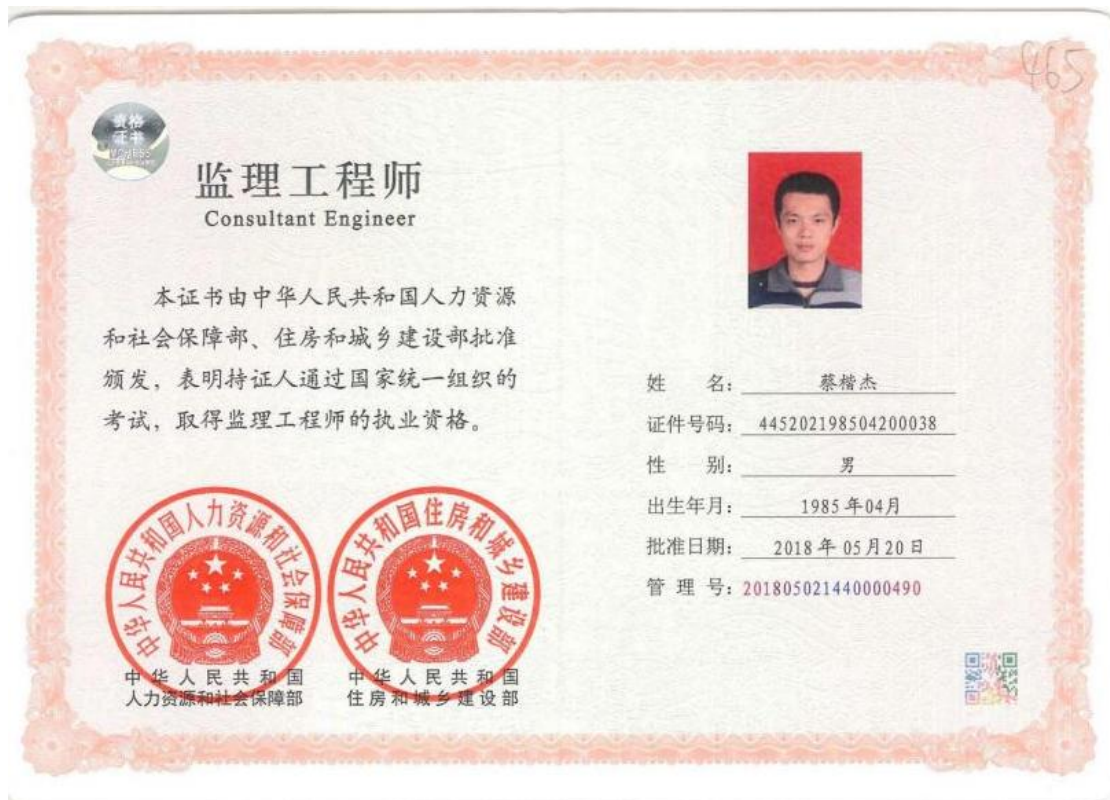 465
资格
证书
监理工程师
Consultant Engineer
本证书由中华人民共和国人力资源
和社会保障部、住房和城乡建设部批准
颁发，表明持证人通过国家统一组织的
考试，取得监理工程师的执业资格。
中华人民共和国人力资源和社会保障部
中华人民共和国住房和城乡建设部
中华人民共和国
人力资源和社会保障部
中华人民共和国
住房和城乡建设部
姓 名：蔡楷杰
证件号码：445202198504200038
性 别：男
出生年月：1985年04月
批准日期：2018年05月20日
管 理 号：201805021440000490